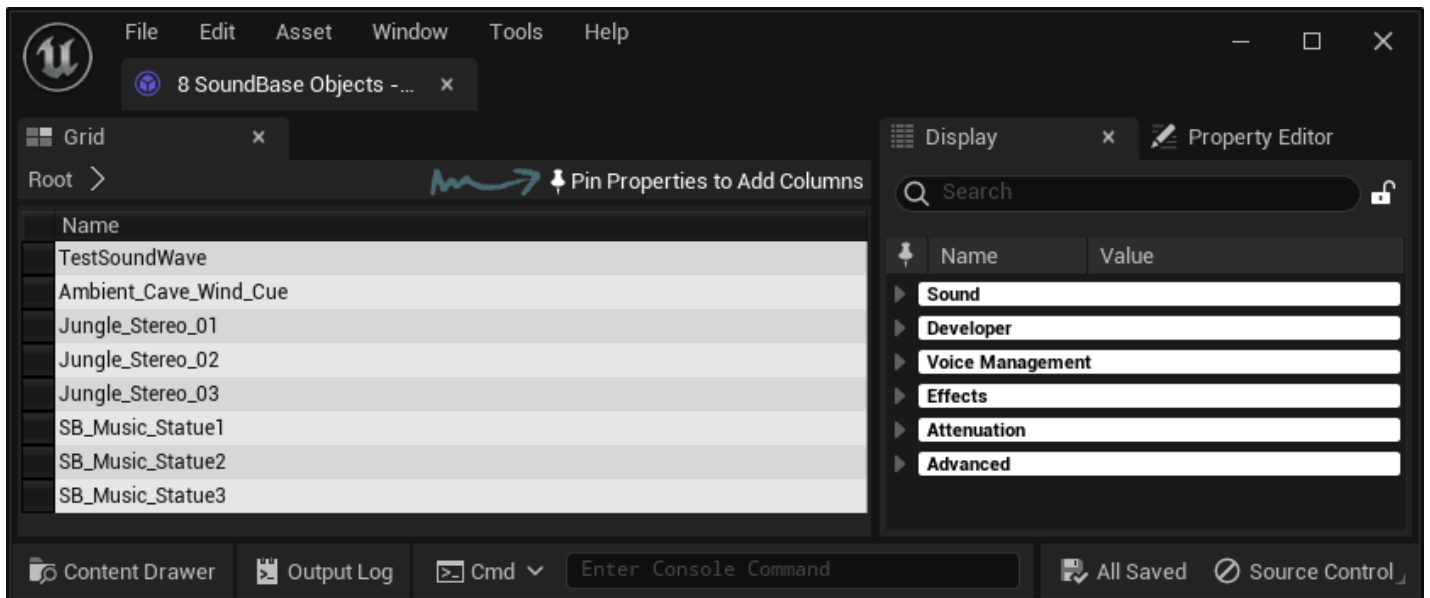 File Edit Asset Window Tools Help
8 SoundBase Objects -...
Grid
Display
Property Editor
Root
Pin Properties to Add Columns
Search
Name
Name Value
TestSoundWave
Ambient_Cave_Wind_Cue
Jungle_Stereo_01
Jungle_Stereo_02
Jungle_Stereo_03
SB_Music_Statue1
SB_Music_Statue2
SB_Music_Statue3
Sound
Developer
Voice Management
Effects
Attenuation
Advanced
Content Drawer Output Log Cmd Enter Console Command All Saved Source Control